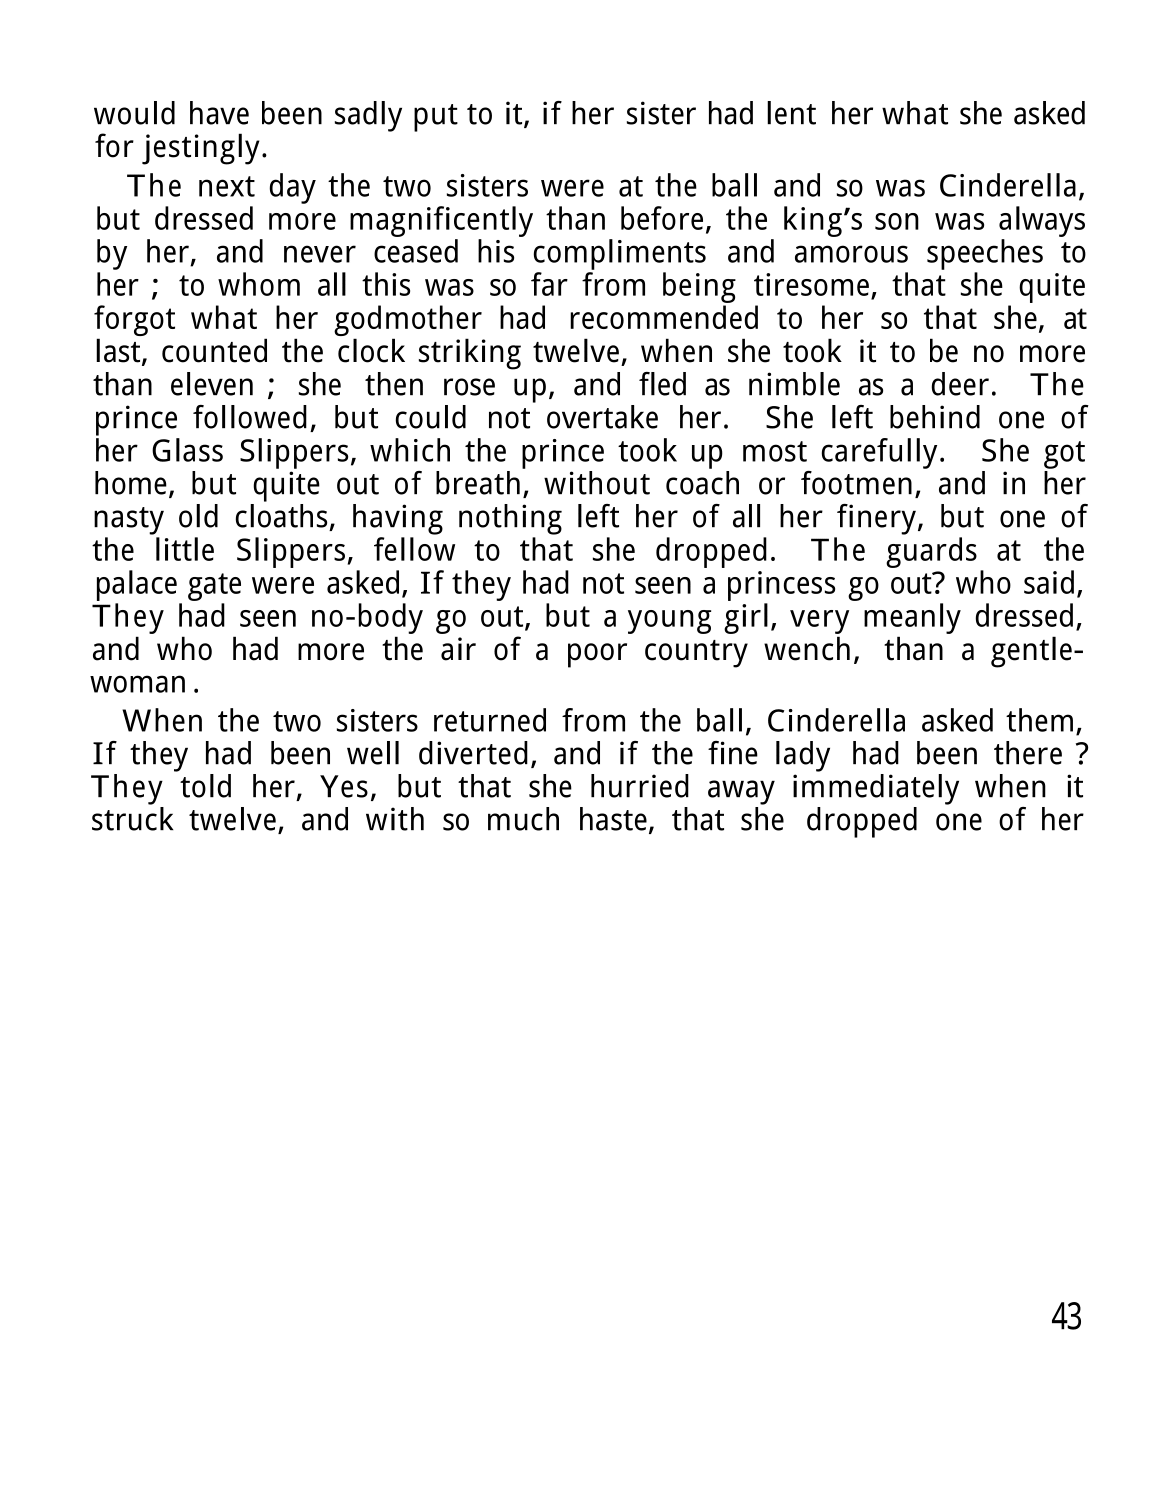 would have been sadly put to it, if her sister had lent her what she asked
for jestingly.
The next day the two sisters were at the ball and so was Cinderella,
but dressed more magnificently than before, the king’s son was always
by her, and never ceased his compliments and amorous speeches to
her ; to whom all this was so far from being tiresome, that she quite
forgot what her godmother had recommended to her so that she, at
last, counted the clock striking twelve, when she took it to be no more
than eleven ; she then rose up, and fled as nimble as a deer. The
prince followed, but could not overtake her. She left behind one of
her Glass Slippers, which the prince took up most carefully. She got
home, but quite out of breath, without coach or footmen, and in her
nasty old cloaths, having nothing left her of all her finery, but one of
the little Slippers, fellow to that she dropped. The guards at the
palace gate were asked, If they had not seen a princess go out? who said,
They had seen no-body go out, but a young girl, very meanly dressed,
and who had more the air of a poor country wench, than a gentle-
woman .
When the two sisters returned from the ball, Cinderella asked them,
If they had been well diverted, and if the fine lady had been there ?
They told her, Yes, but that she hurried away immediately when it
struck twelve, and with so much haste, that she dropped one of her
43